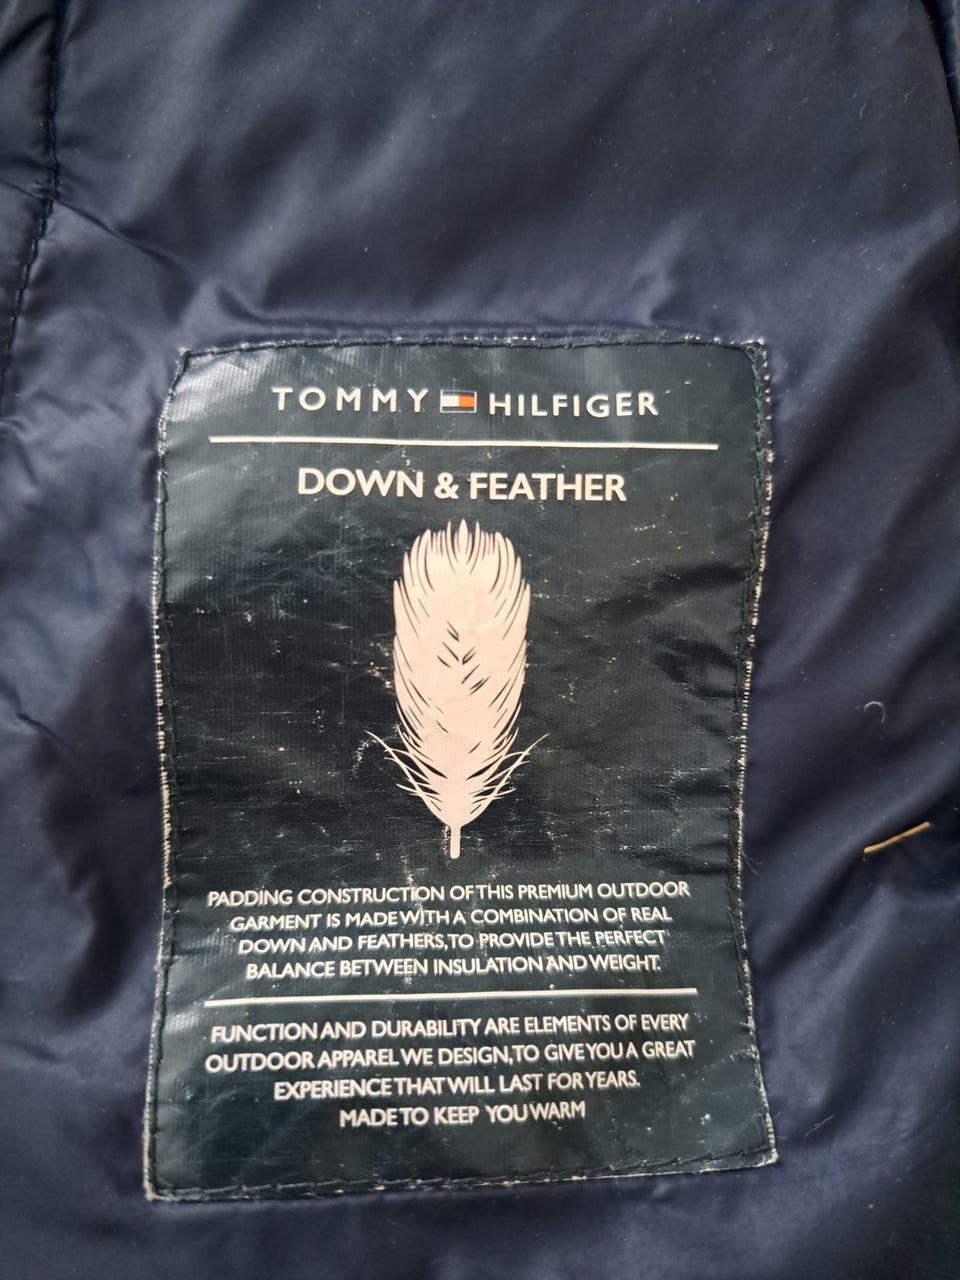 TOMMY HILFIGER
DOWN & FEATHER
PADDING CONSTRUCTION OF THIS PREMIUM OUTDOOR
GARMENT IS MADE WITH A COMBINATION OF REAL
DOWN AND FEATHERS, TO PROVIDE THE PERFECT
BALANCE BETWEEN INSULATION AND WEIGHT.
FUNCTION AND DURABILITY ARE ELEMENTS OF EVERY
OUTDOOR APPAREL WE DESIGN, TO GIVE YOU A GREAT
EXPERIENCE THAT WILL LAST FOR YEARS.
MADE TO KEEP YOU WARM